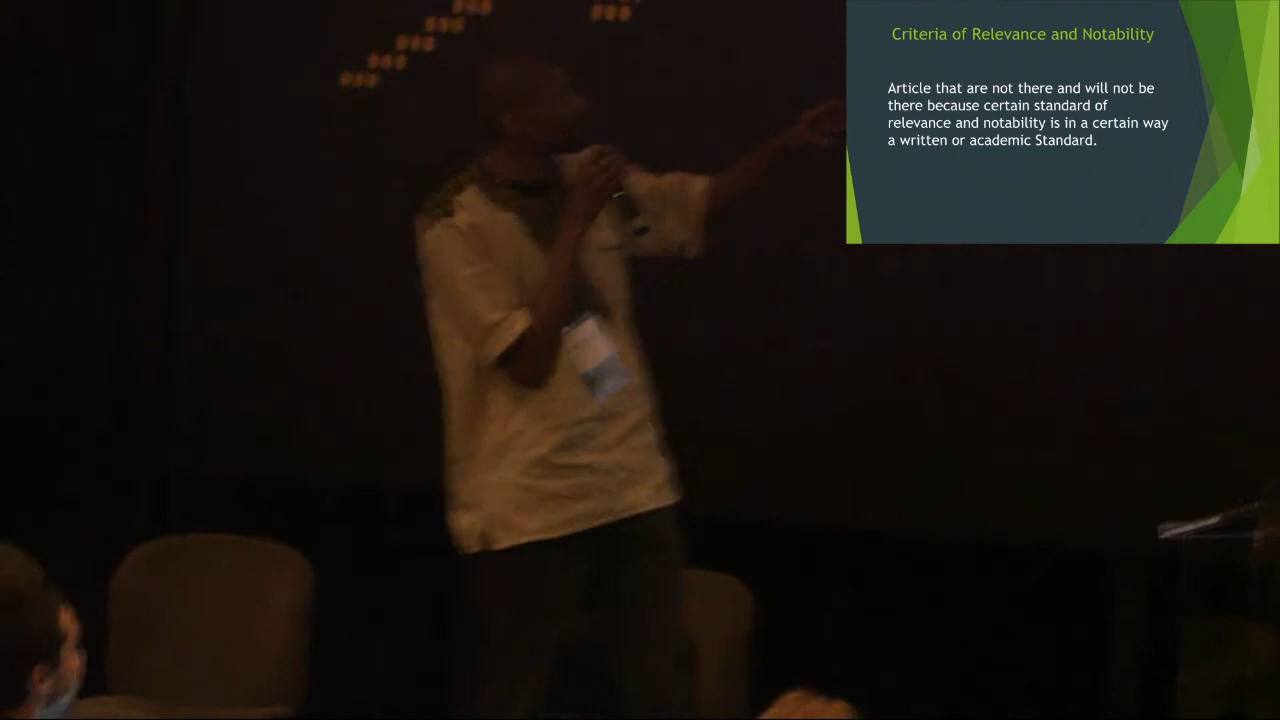 Criteria of Relevance and Notability
Article that are not there and will not be
there because certain standard of
relevance and notability is in a certain way
a written or academic Standard.